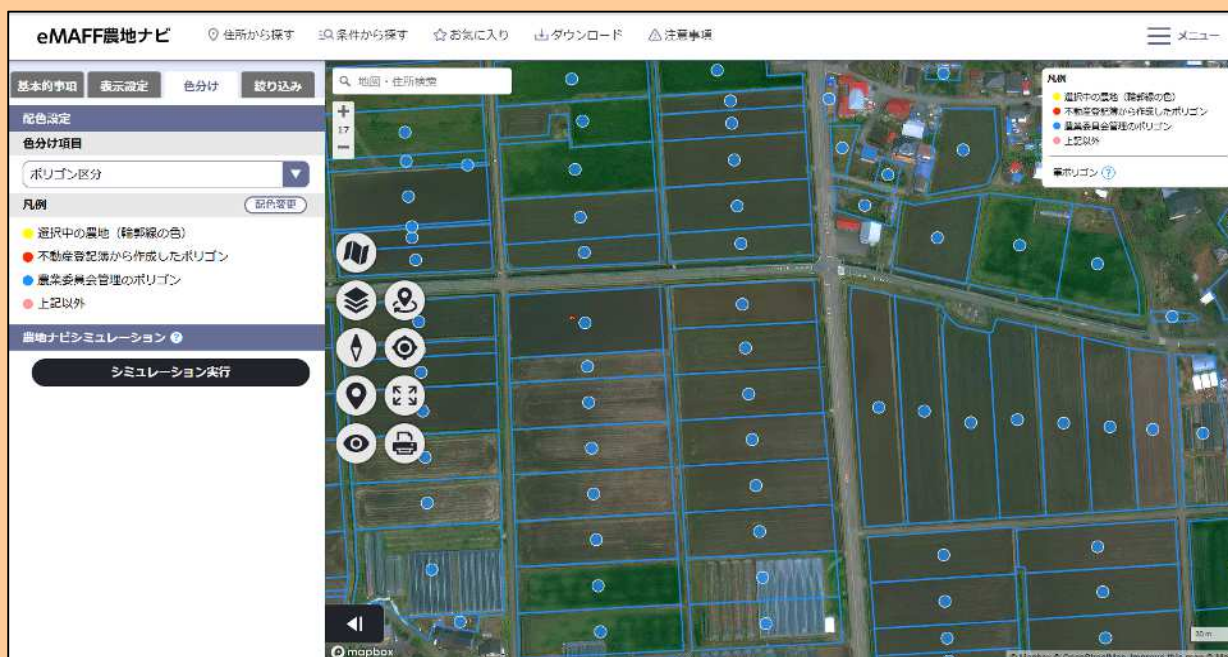 eMAFF農地ナビ
住所から探す
条件から探す
お気に入り
ダウンロード
注意事項
メニュー
基本的事項
表示設定
色分け
絞り込み
配色設定
色分け項目
ポリゴン区分
凡例
配色変更
選択中の農地（輪郭線の色）
不動産登記簿から作成したポリゴン
農業委員会管理のポリゴン
上記以外
農地ナビシミュレーション ?
シミュレーション実行
地図・住所検索
+
17
−
凡例
選択中の農地（輪郭線の色）
不動産登記簿から作成したポリゴン
農業委員会管理のポリゴン
上記以外
筆ポリゴン ?
mapbox